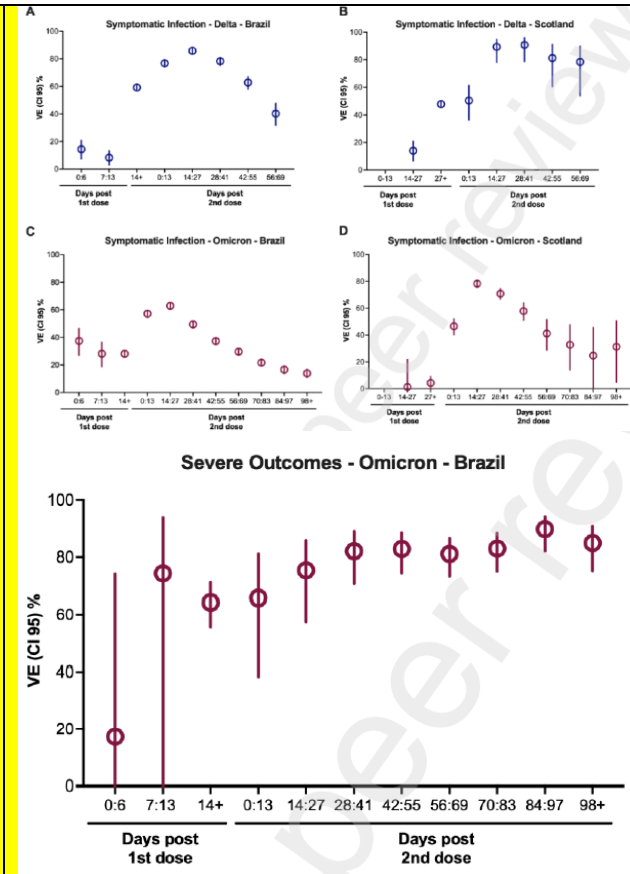 A
Symptomatic Infection - Delta - Brazil
VE (CI 95) %
100
80
60
40
20
0
0:6 7:13 14+ 0:13 14:27 28:41 42:55 56:69
Days post
1st dose
Days post
2nd dose
B
Symptomatic Infection - Delta - Scotland
VE (CI 95) %
80
60
40
20
0
0-13 14-27 27+ 0:13 14:27 28:41 42:55 56:69
Days post
1st dose
Days post
2nd dose
C
Symptomatic Infection - Omicron - Brazil
VE (CI 95) %
100
80
60
40
20
0
0:6 7:13 14+ 0:13 14:27 28:41 42:55 56:69 70:83 84:97 98+
Days post
1st dose
Days post
2nd dose
D
Symptomatic Infection - Omicron - Scotland
VE (CI 95) %
100
80
60
40
20
0
0-13 14-27 27+ 0:13 14:27 28:41 42:55 56:69 70:83 84:97 98+
Days post
1st dose
Days post
2nd dose
Severe Outcomes - Omicron - Brazil
VE (CI 95) %
100
80
60
40
20
0
0:6 7:13 14+ 0:13 14:27 28:41 42:55 56:69 70:83 84:97 98+
Days post
1st dose
Days post
2nd dose
peer review
peer re